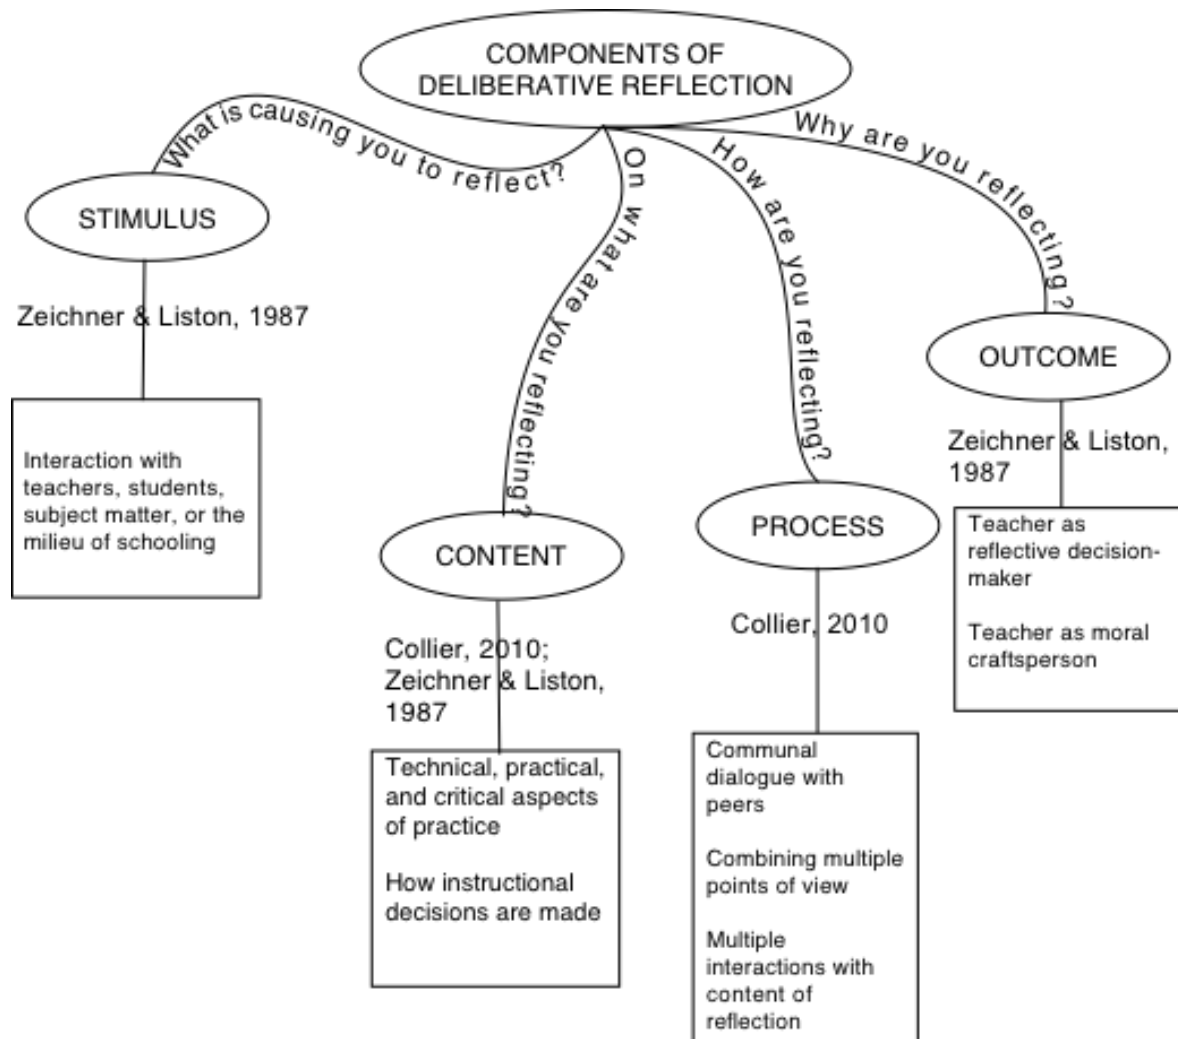 COMPONENTS OF
DELIBERATIVE REFLECTION
What is causing you to reflect?
STIMULUS
Zeichner & Liston, 1987
Interaction with
teachers, students,
subject matter, or the
milieu of schooling
On what are you reflecting?
CONTENT
Collier, 2010;
Zeichner & Liston,
1987
Technical, practical,
and critical aspects
of practice
How instructional
decisions are made
How are you reflecting?
PROCESS
Collier, 2010
Communal
dialogue with
peers
Combining multiple
points of view
Multiple
interactions with
content of
reflection
Why are you reflecting?
OUTCOME
Zeichner & Liston,
1987
Teacher as
reflective decision-
maker
Teacher as moral
craftsperson